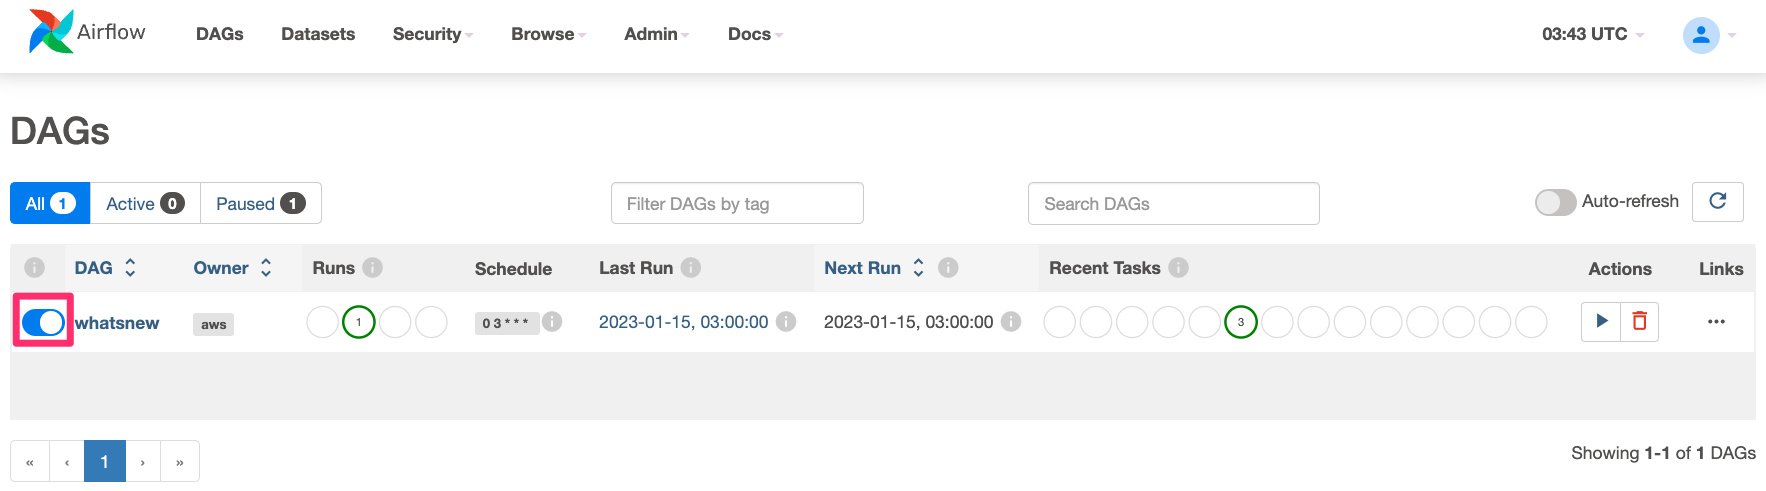 Airflow DAGs Datasets Security Browse Admin Docs 03:43 UTC
DAGs
All 1 Active 0 Paused 1 Filter DAGs by tag Search DAGs Auto-refresh
i DAG Owner Runs i Schedule Last Run i Next Run i Recent Tasks i Actions Links
whatsnew aws 1 0 3 * * * i 2023-01-15, 03:00:00 i 2023-01-15, 03:00:00 i 3 ...
« ‹ 1 › » Showing 1-1 of 1 DAGs